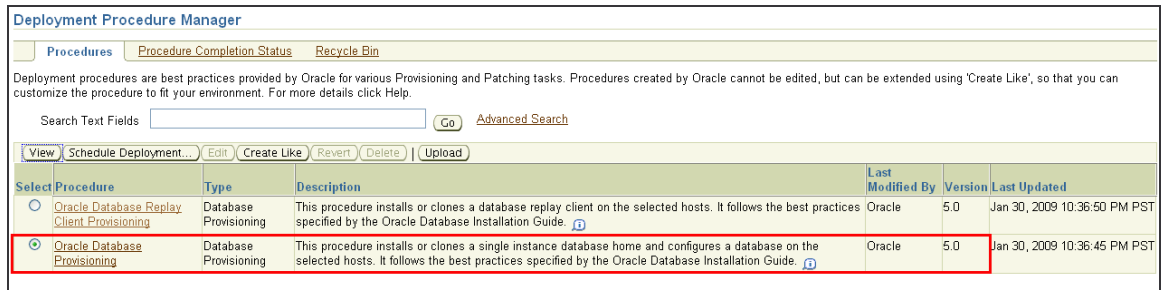 Deployment Procedure Manager
Procedures Procedure Completion Status Recycle Bin
Deployment procedures are best practices provided by Oracle for various Provisioning and Patching tasks. Procedures created by Oracle cannot be edited, but can be extended using 'Create Like', so that you can
customize the procedure to fit your environment. For more details click Help.
Search Text Fields Go Advanced Search
View Schedule Deployment... Edit Create Like Revert Delete | Upload
Select Procedure Type Description Last Modified By Version Last Updated
Oracle Database Replay Database This procedure installs or clones a database replay client on the selected hosts. It follows the best practices Oracle 5.0 Jan 30, 2009 10:36:50 PM PST
Client Provisioning Provisioning specified by the Oracle Database Installation Guide.
Oracle Database Database This procedure installs or clones a single instance database home and configures a database on the Oracle 5.0 Jan 30, 2009 10:36:45 PM PST
Provisioning Provisioning selected hosts. It follows the best practices specified by the Oracle Database Installation Guide.